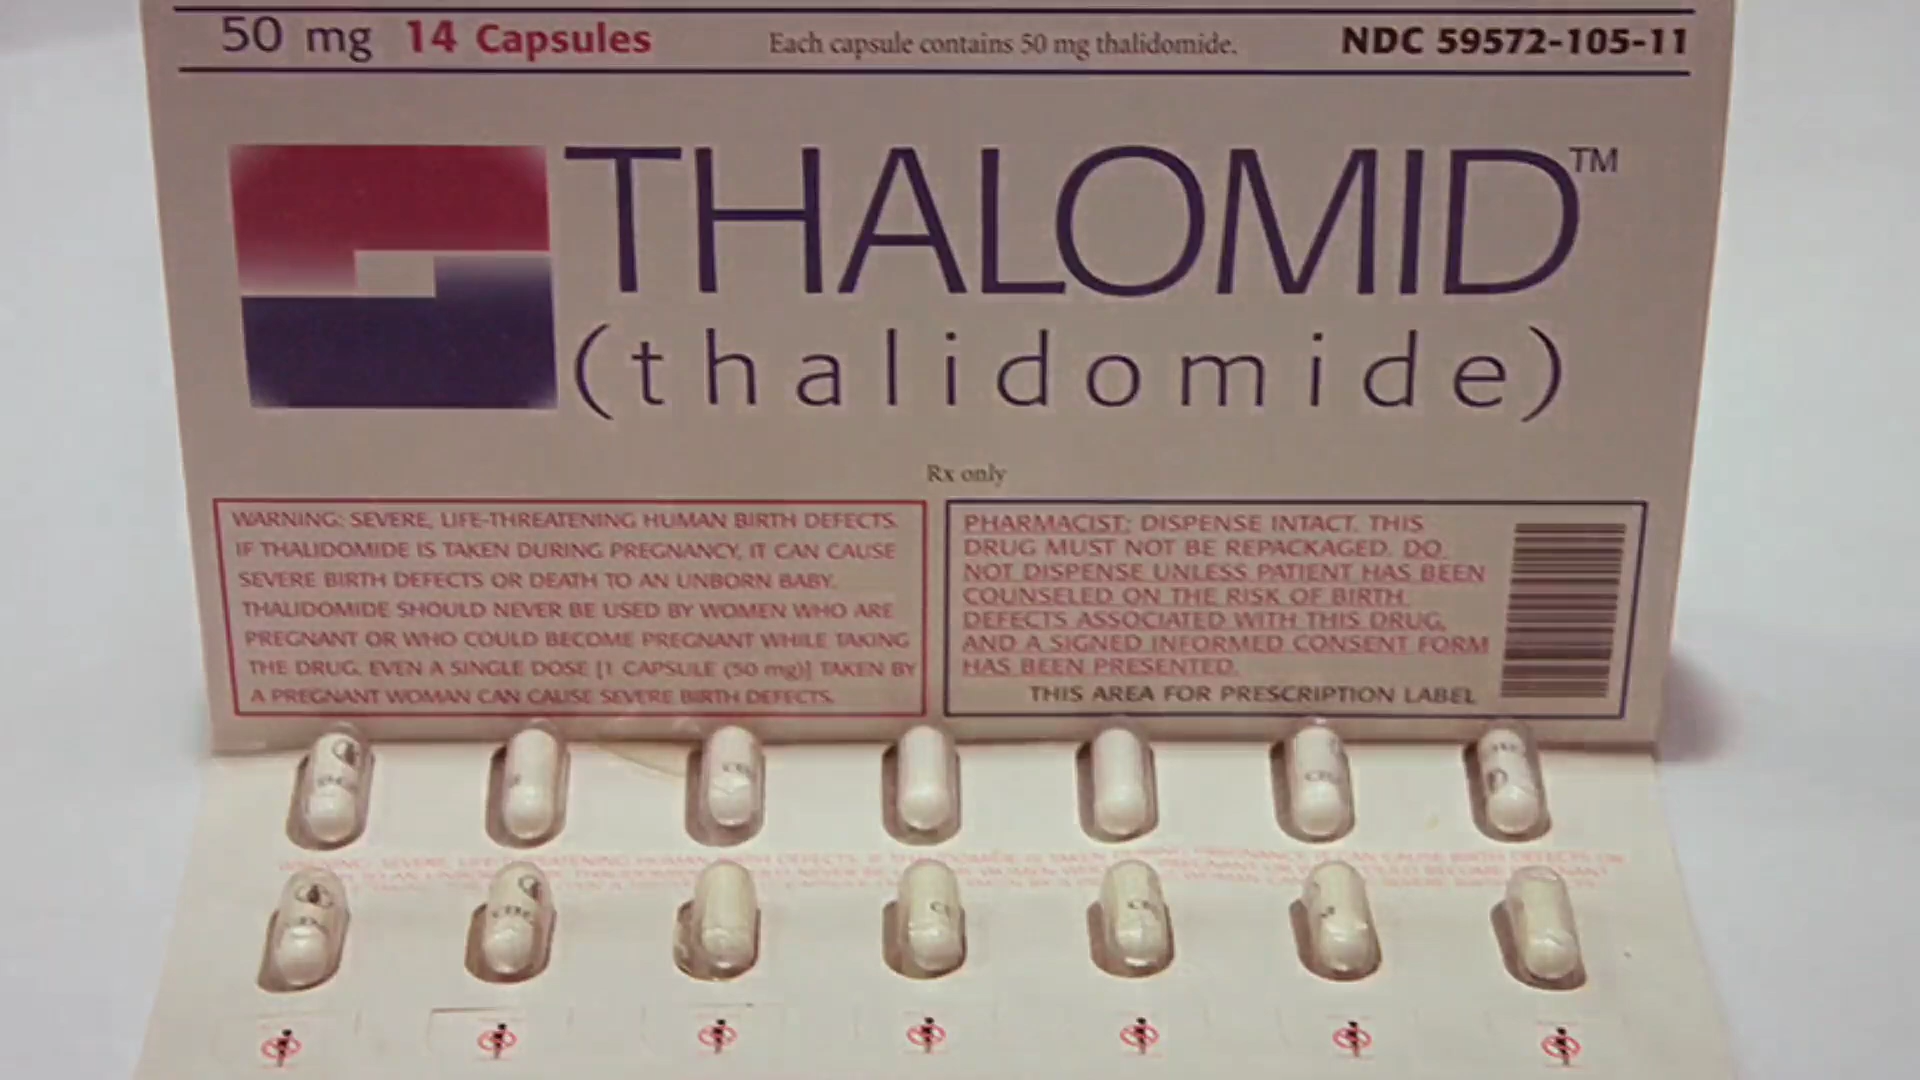 50 mg 14 Capsules Each capsule contains 50 mg thalidomide. NDC 59572-105-11
THALOMID™
(thalidomide)
Rx only
WARNING: SEVERE, LIFE-THREATENING HUMAN BIRTH DEFECTS.
IF THALIDOMIDE IS TAKEN DURING PREGNANCY, IT CAN CAUSE
SEVERE BIRTH DEFECTS OR DEATH TO AN UNBORN BABY.
THALIDOMIDE SHOULD NEVER BE USED BY WOMEN WHO ARE
PREGNANT OR WHO COULD BECOME PREGNANT WHILE TAKING
THE DRUG. EVEN A SINGLE DOSE [1 CAPSULE (50 mg)] TAKEN BY
A PREGNANT WOMAN CAN CAUSE SEVERE BIRTH DEFECTS.
PHARMACIST: DISPENSE INTACT. THIS
DRUG MUST NOT BE REPACKAGED. DO
NOT DISPENSE UNLESS PATIENT HAS BEEN
COUNSELED ON THE RISK OF BIRTH
DEFECTS ASSOCIATED WITH THIS DRUG,
AND A SIGNED INFORMED CONSENT FORM
HAS BEEN PRESENTED.
THIS AREA FOR PRESCRIPTION LABEL